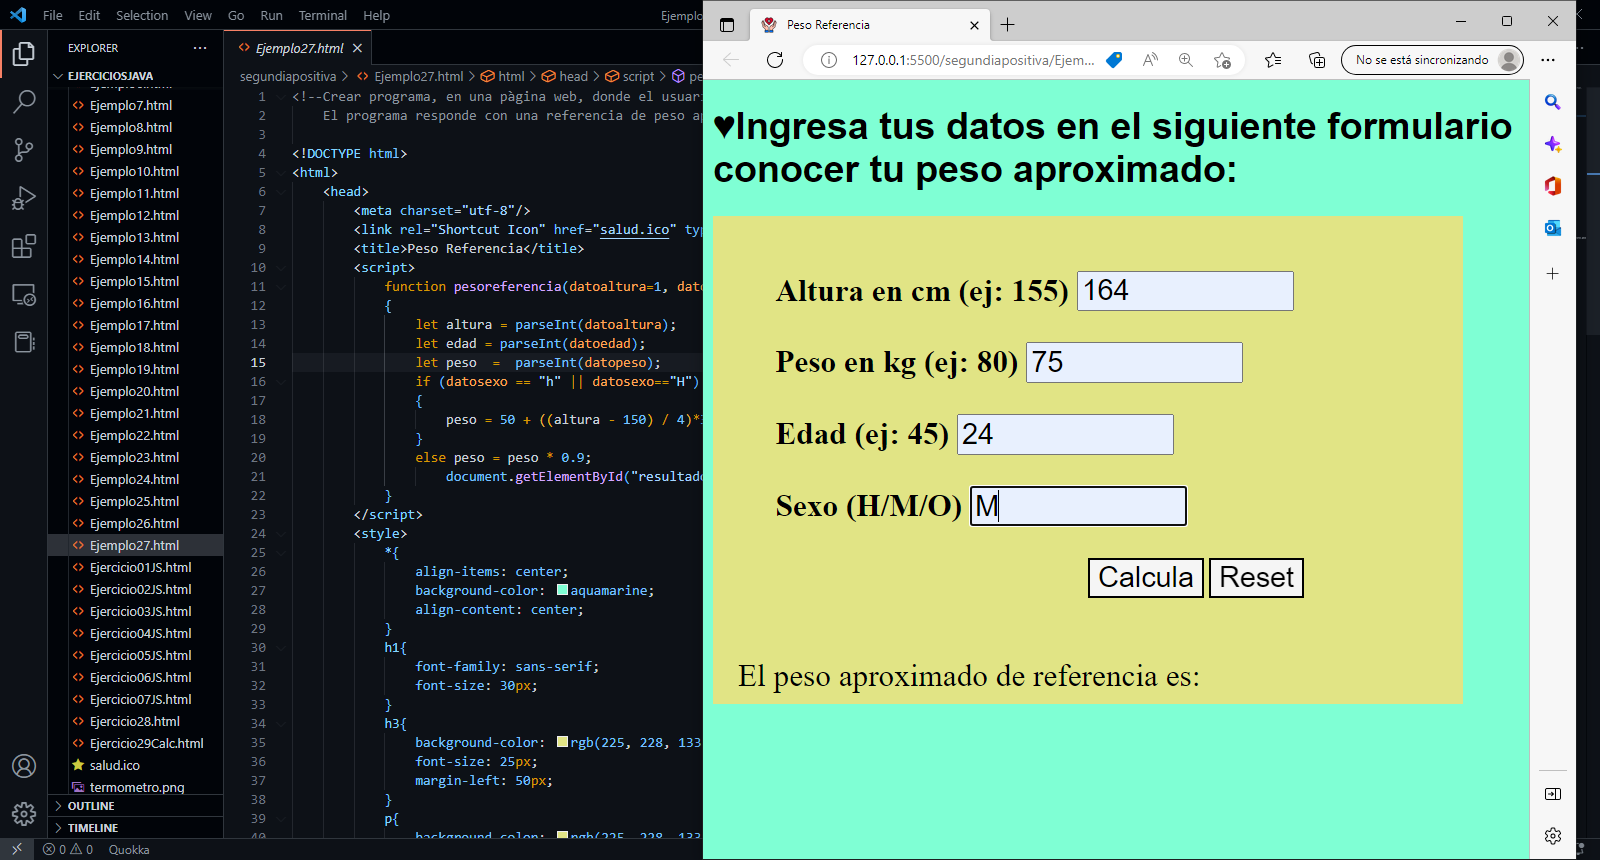 File Edit Selection View Go Run Terminal Help
Ejemplo
EXPLORER
EJERCICIOSJAVA
Ejemplo7.html
Ejemplo8.html
Ejemplo9.html
Ejemplo10.html
Ejemplo11.html
Ejemplo12.html
Ejemplo13.html
Ejemplo14.html
Ejemplo15.html
Ejemplo16.html
Ejemplo17.html
Ejemplo18.html
Ejemplo19.html
Ejemplo20.html
Ejemplo21.html
Ejemplo22.html
Ejemplo23.html
Ejemplo24.html
Ejemplo25.html
Ejemplo26.html
Ejemplo27.html
Ejercicio01JS.html
Ejercicio02JS.html
Ejercicio03JS.html
Ejercicio04JS.html
Ejercicio05JS.html
Ejercicio06JS.html
Ejercicio07JS.html
Ejercicio28.html
Ejercicio29Calc.html
salud.ico
termometro.png
OUTLINE
TIMELINE
0 0 Quokka
Ejemplo27.html
segundiapositiva > Ejemplo27.html > html > head > script > pe
1 <!--Crear programa, en una pàgina web, donde el usuari
2 El programa responde con una referencia de peso ap
3
4 <!DOCTYPE html>
5 <html>
6 <head>
7 <meta charset="utf-8"/>
8 <link rel="Shortcut Icon" href="salud.ico" typ
9 <title>Peso Referencia</title>
10 <script>
11 function pesoreferencia(datoaltura=1, dato
12 {
13 let altura = parseInt(datoaltura);
14 let edad = parseInt(datoedad);
15 let peso = parseInt(datopeso);
16 if (datosexo == "h" || datosexo=="H")
17 {
18 peso = 50 + ((altura - 150) / 4)*
19 }
20 else peso = peso * 0.9;
21 document.getElementById("resultado
22 }
23 </script>
24 <style>
25 *{
26 align-items: center;
27 background-color: aquamarine;
28 align-content: center;
29 }
30 h1{
31 font-family: sans-serif;
32 font-size: 30px;
33 }
34 h3{
35 background-color: rgb(225, 228, 133
36 font-size: 25px;
37 margin-left: 50px;
38 }
39 p{
40 background-color: rgb(225, 228, 133
Peso Referencia
127.0.0.1:5500/segundiapositiva/Ejem...
No se está sincronizando
♥Ingresa tus datos en el siguiente formulario
conocer tu peso aproximado:
Altura en cm (ej: 155) 164
Peso en kg (ej: 80) 75
Edad (ej: 45) 24
Sexo (H/M/O) M
Calcula Reset
El peso aproximado de referencia es: